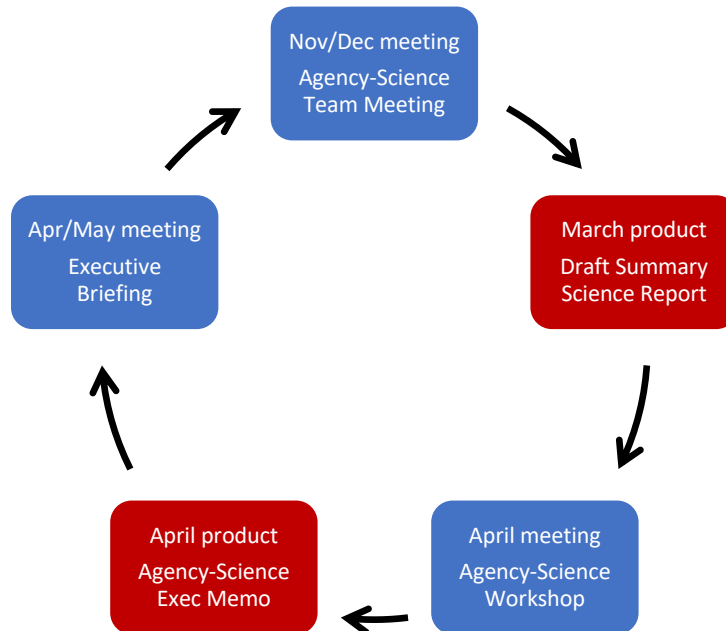 Nov/Dec meeting
Agency-Science
Team Meeting
March product
Draft Summary
Science Report
April meeting
Agency-Science
Workshop
April product
Agency-Science
Exec Memo
Apr/May meeting
Executive
Briefing